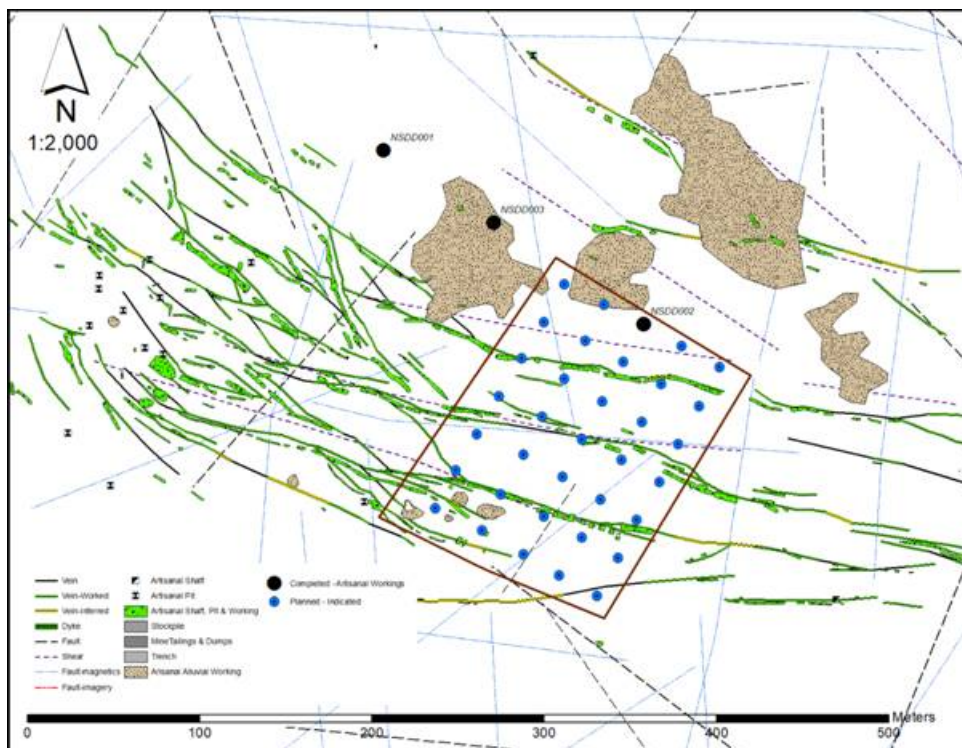 N
1:2,000
NSDD001
NSDD003
NSDD002
Vein
Vein-Worked
Vein-Inferred
Dyke
Fault
Shear
Fault-magnetics
Fault-imagery
Artisanal Shaft
Artisanal Pit
Artisanal Shaft, Pit & Working
Stockpile
MineTailings & Dumps
Trench
Artisanal Alluvial Working
Completed -Artisanal Workings
Planned - Indicated
Meters
0 100 200 300 400 500